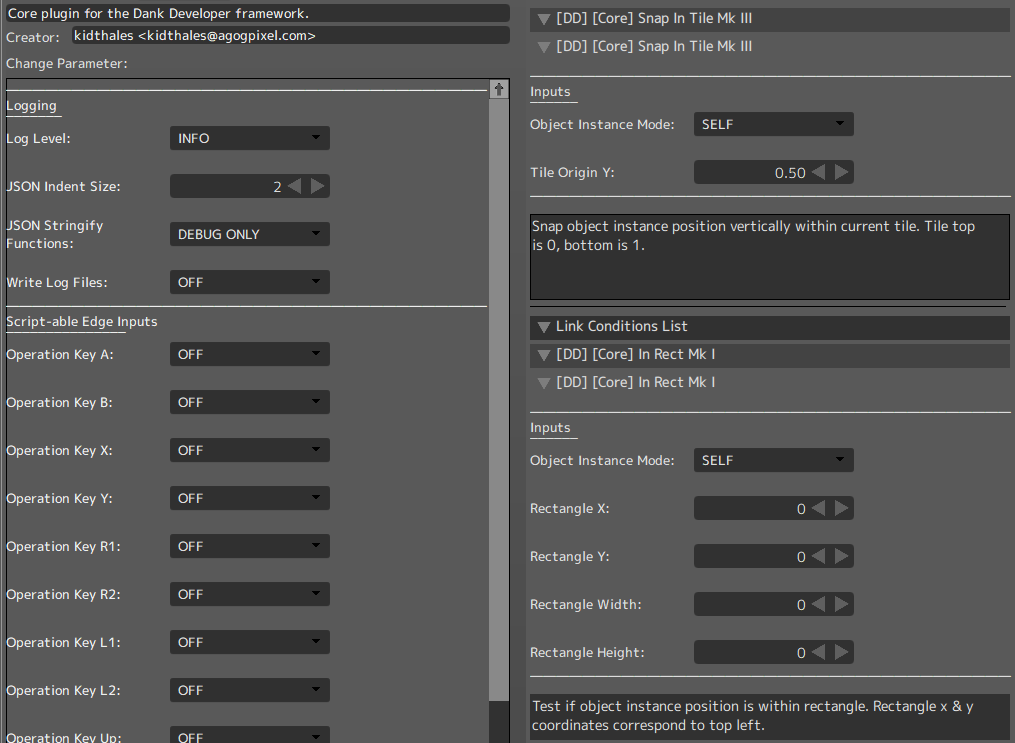 Core plugin for the Dank Developer framework.
Creator: kidthales <kidthales@agogpixel.com>
Change Parameter:
Logging
Log Level: INFO
JSON Indent Size: 2
JSON Stringify
Functions: DEBUG ONLY
Write Log Files: OFF
Script-able Edge Inputs
Operation Key A: OFF
Operation Key B: OFF
Operation Key X: OFF
Operation Key Y: OFF
Operation Key R1: OFF
Operation Key R2: OFF
Operation Key L1: OFF
Operation Key L2: OFF
Operation Key Up: OFF
[DD] [Core] Snap In Tile Mk III
[DD] [Core] Snap In Tile Mk III
Inputs
Object Instance Mode: SELF
Tile Origin Y: 0.50
Snap object instance position vertically within current tile. Tile top
is 0, bottom is 1.
Link Conditions List
[DD] [Core] In Rect Mk I
[DD] [Core] In Rect Mk I
Inputs
Object Instance Mode: SELF
Rectangle X: 0
Rectangle Y: 0
Rectangle Width: 0
Rectangle Height: 0
Test if object instance position is within rectangle. Rectangle x & y
coordinates correspond to top left.